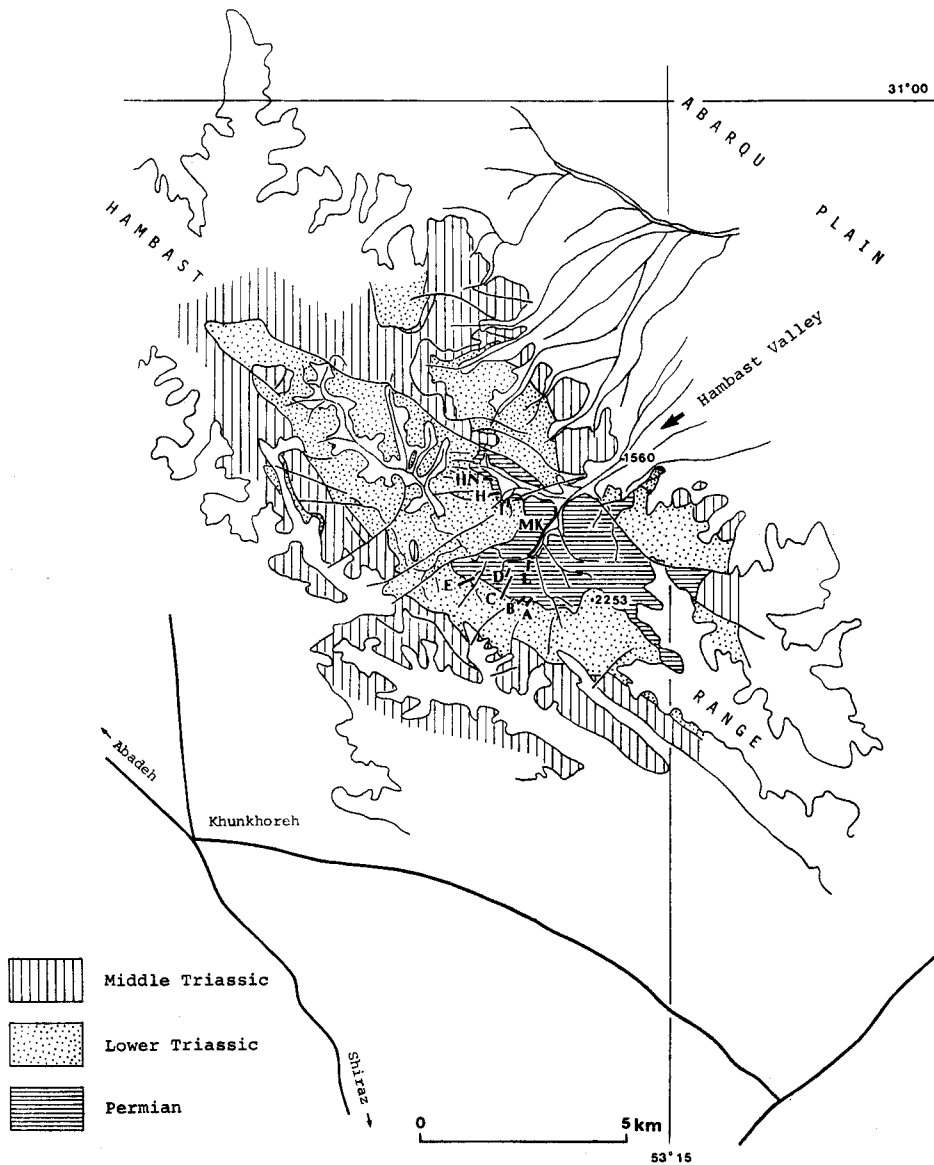 31°00
ABARQU
PLAIN
HAMBAST
Hambast Valley
1560
HN
H
I
MK
E
D
L
C
B
A
2253
RANGE
Abadeh
Khunkhoreh
Middle Triassic
Lower Triassic
Shiraz
Permian
0 5 km
53°15